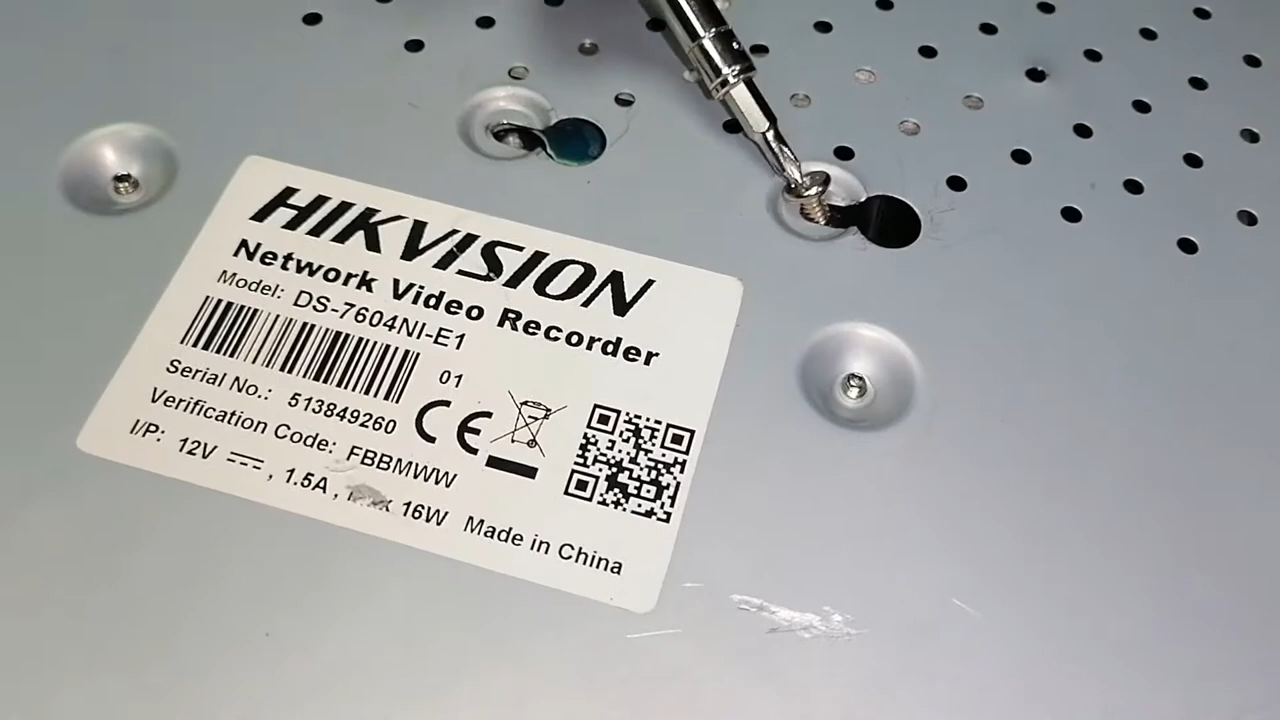 HIKVISION
Network Video Recorder
Model: DS-7604NI-E1
01
Serial No.: 513849260
Verification Code: FBBMWW
I/P: 12V ⎓, 1.5A, 16W Made in China
CE